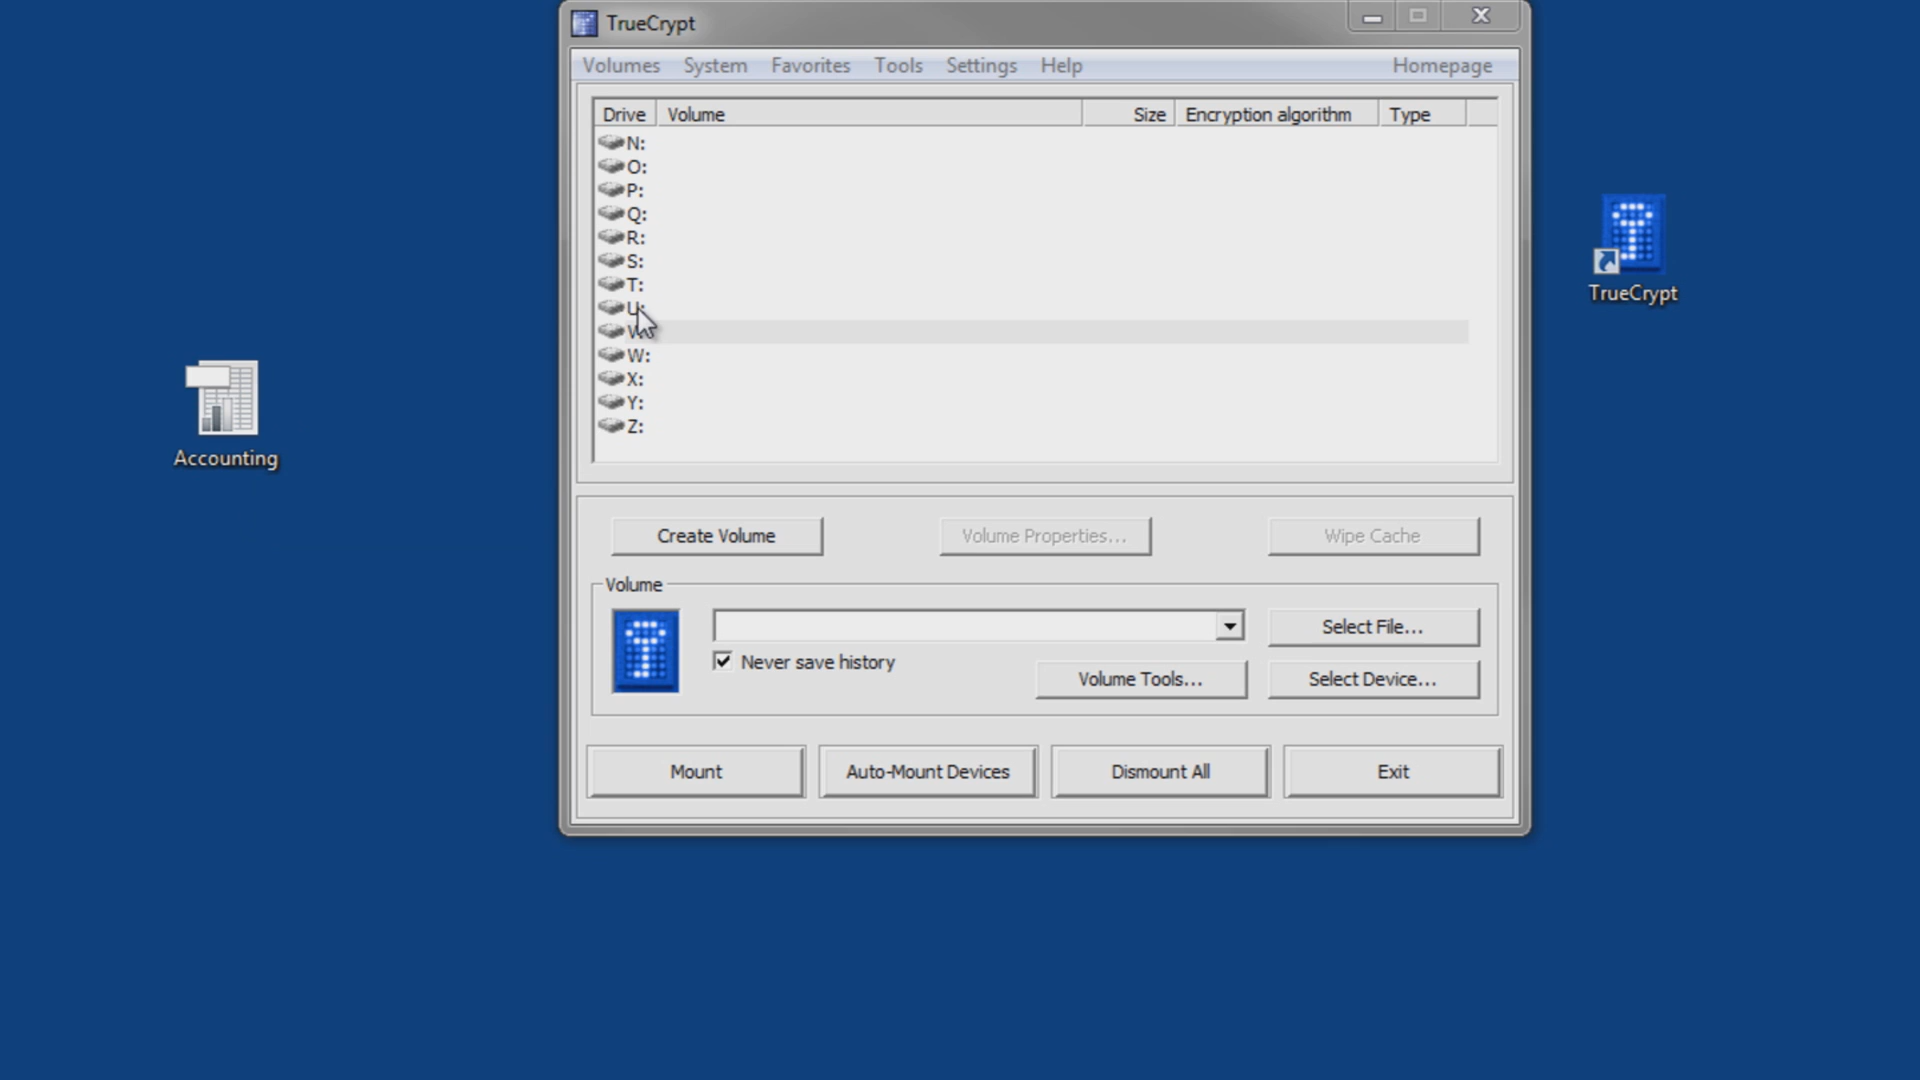 TrueCrypt
Volumes System Favorites Tools Settings Help Homepage
Drive Volume Size Encryption algorithm Type
N:
O:
P:
Q:
R:
S:
T:
U:
W:
X:
Y:
Z:
TrueCrypt
Accounting
Create Volume Volume Properties... Wipe Cache
Volume
Select File...
Never save history
Volume Tools... Select Device...
Mount Auto-Mount Devices Dismount All Exit